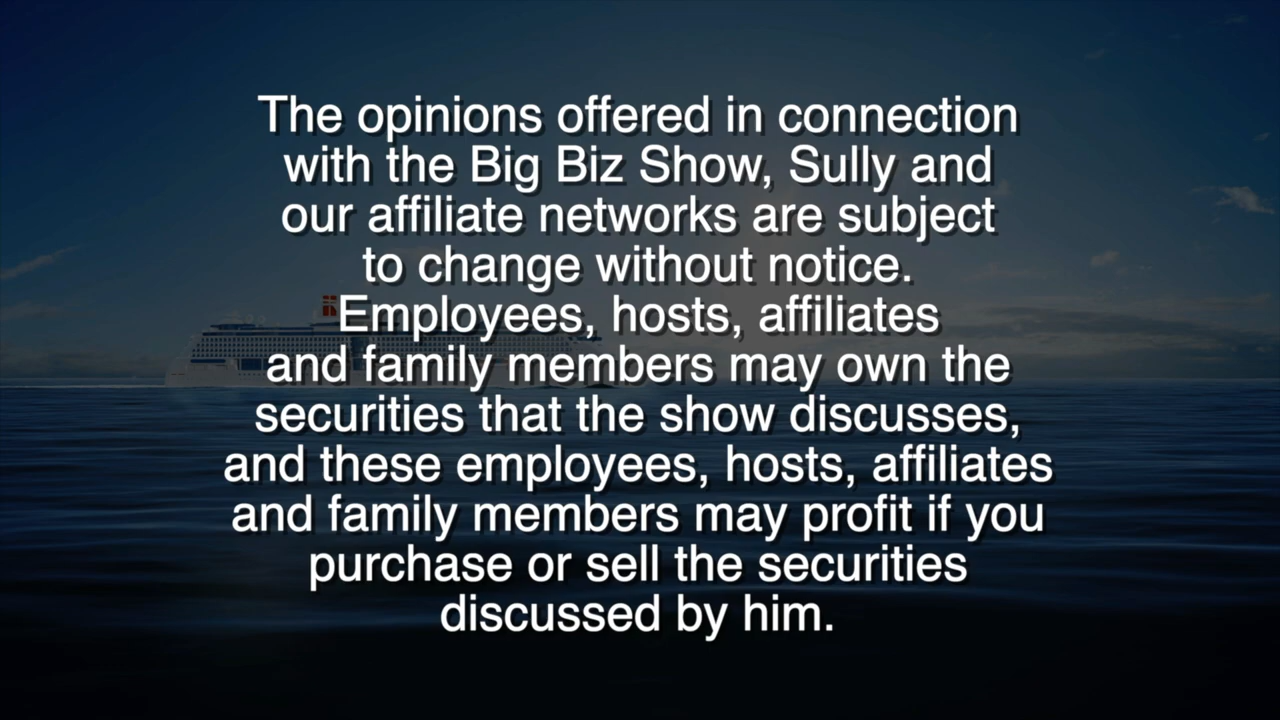 The opinions offered in connection
with the Big Biz Show, Sully and
our affiliate networks are subject
to change without notice.
Employees, hosts, affiliates
and family members may own the
securities that the show discusses,
and these employees, hosts, affiliates
and family members may profit if you
purchase or sell the securities
discussed by him.